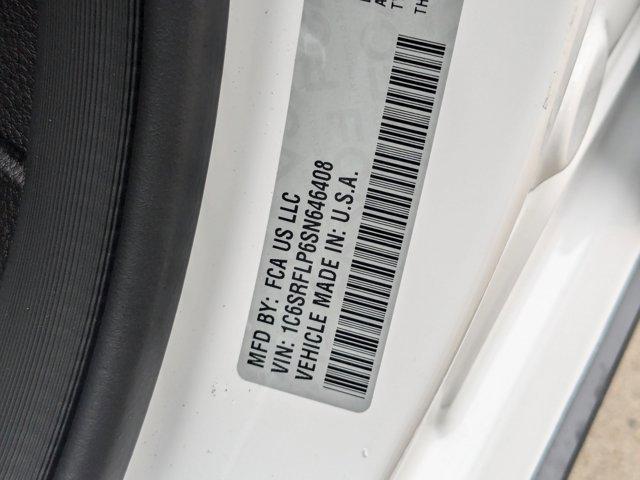 MFD BY: FCA US LLC
VIN: 1C6SRFLP6SN646408
VEHICLE MADE IN: U.S.A.